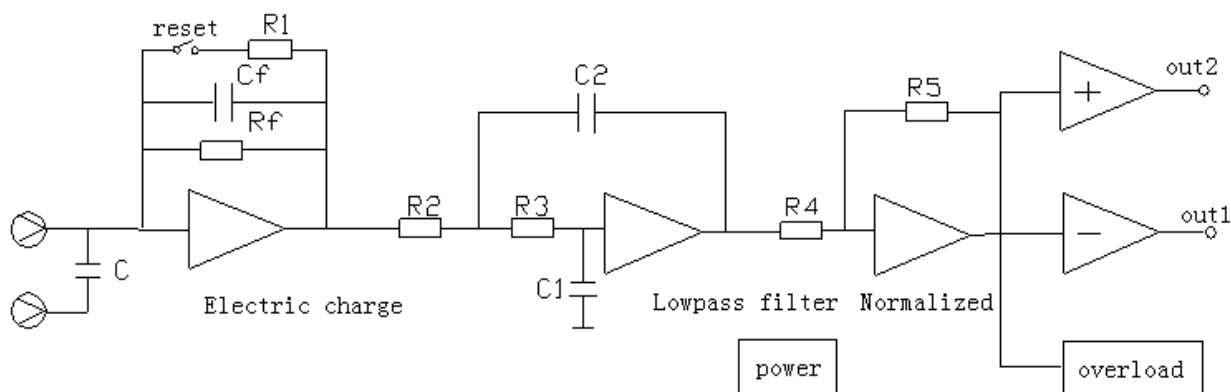 reset
R1
Cf
Rf
C
Electric charge
R2
C2
R3
C1
Lowpass filter
R4
R5
Normalized
+
out2
−
out1
power
overload